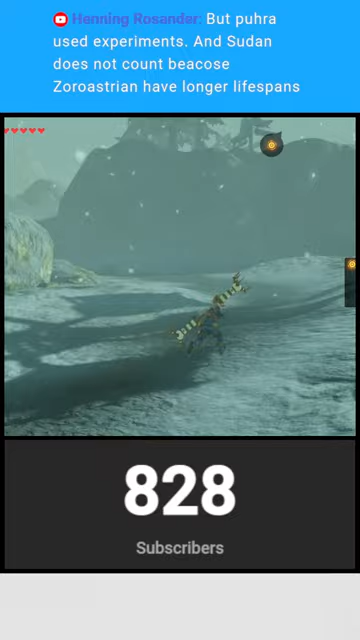 Henning Rosander: But puhra
used experiments. And Sudan
does not count beacose
Zoroastrian have longer lifespans
828
Subscribers